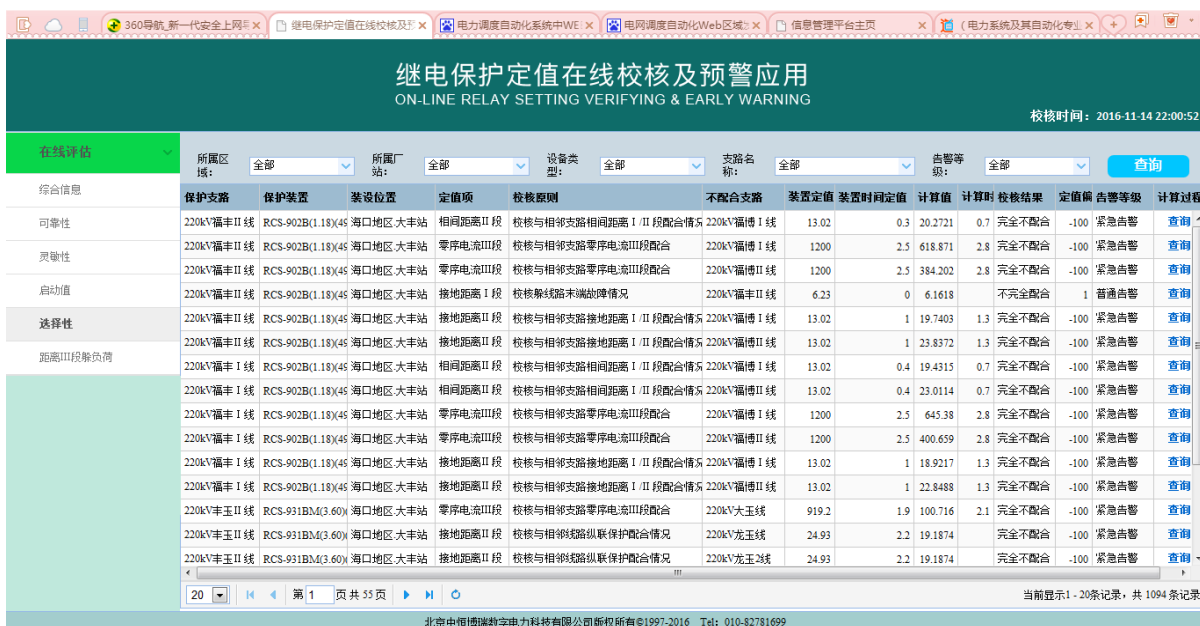 360导航_新一代安全上网 继电保护定值在线校核及预 电力调度自动化系统中WE 电网调度自动化Web区域 信息管理平台主页 (电力系统及其自动化专业
继电保护定值在线校核及预警应用
ON-LINE RELAY SETTING VERIFYING & EARLY WARNING
校核时间：2016-11-14 22:00:52
在线评估
综合信息
可靠性
灵敏性
启动值
选择性
距离III段躲负荷
所属区域： 全部 所属厂站： 全部 设备类型： 全部 支路名称： 全部 告警等级： 全部 查询
保护支路 保护装置 装设位置 定值项 校核原则 不配合支路 装置定值 装置时间定值 计算值 计算时 校核结果 定值偏 告警等级 计算过程
220kV福丰II线 RCS-902B(1.18)(49 海口地区.大丰站 相间距离II段 校核与相邻支路相间距离I/II段配合情况 220kV福博I线 13.02 0.3 20.2721 0.7 完全不配合 -100 紧急告警 查询
220kV福丰II线 RCS-902B(1.18)(49 海口地区.大丰站 零序电流III段 校核与相邻支路零序电流III段配合 220kV福博I线 1200 2.5 618.871 2.8 完全不配合 -100 紧急告警 查询
220kV福丰II线 RCS-902B(1.18)(49 海口地区.大丰站 零序电流III段 校核与相邻支路零序电流III段配合 220kV福博II线 1200 2.5 384.202 2.8 完全不配合 -100 紧急告警 查询
220kV福丰II线 RCS-902B(1.18)(49 海口地区.大丰站 接地距离I段 校核躲线路末端故障情况 220kV福丰II线 6.23 0 6.1618 不完全配合 1 普通告警 查询
220kV福丰II线 RCS-902B(1.18)(49 海口地区.大丰站 接地距离II段 校核与相邻支路接地距离I/II段配合情况 220kV福博I线 13.02 1 19.7403 1.3 完全不配合 -100 紧急告警 查询
220kV福丰II线 RCS-902B(1.18)(49 海口地区.大丰站 接地距离II段 校核与相邻支路接地距离I/II段配合情况 220kV福博II线 13.02 1 23.8372 1.3 完全不配合 -100 紧急告警 查询
220kV福丰I线 RCS-902B(1.18)(49 海口地区.大丰站 相间距离II段 校核与相邻支路相间距离I/II段配合情况 220kV福博I线 13.02 0.4 19.4315 0.7 完全不配合 -100 紧急告警 查询
220kV福丰I线 RCS-902B(1.18)(49 海口地区.大丰站 相间距离II段 校核与相邻支路相间距离I/II段配合情况 220kV福博II线 13.02 0.4 23.0114 0.7 完全不配合 -100 紧急告警 查询
220kV福丰I线 RCS-902B(1.18)(49 海口地区.大丰站 零序电流III段 校核与相邻支路零序电流III段配合 220kV福博I线 1200 2.5 645.38 2.8 完全不配合 -100 紧急告警 查询
220kV福丰I线 RCS-902B(1.18)(49 海口地区.大丰站 零序电流III段 校核与相邻支路零序电流III段配合 220kV福博II线 1200 2.5 400.659 2.8 完全不配合 -100 紧急告警 查询
220kV福丰I线 RCS-902B(1.18)(49 海口地区.大丰站 接地距离II段 校核与相邻支路接地距离I/II段配合情况 220kV福博I线 13.02 1 18.9217 1.3 完全不配合 -100 紧急告警 查询
220kV福丰I线 RCS-902B(1.18)(49 海口地区.大丰站 接地距离II段 校核与相邻支路接地距离I/II段配合情况 220kV福博II线 13.02 1 22.8488 1.3 完全不配合 -100 紧急告警 查询
220kV丰玉II线 RCS-931BM(3.60)( 海口地区.大丰站 零序电流III段 校核与相邻支路零序电流III段配合 220kV大玉线 919.2 1.9 100.716 2.1 完全不配合 -100 紧急告警 查询
220kV丰玉II线 RCS-931BM(3.60)( 海口地区.大丰站 接地距离II段 校核与相邻线路纵联保护配合情况 220kV龙玉线 24.93 2.2 19.1874 完全不配合 -100 紧急告警 查询
220kV丰玉II线 RCS-931BM(3.60)( 海口地区.大丰站 接地距离II段 校核与相邻线路纵联保护配合情况 220kV龙玉2线 24.93 2.2 19.1874 完全不配合 -100 紧急告警 查询
20 第 1 页共55页 当前显示1 - 20条记录，共 1094 条记录
北京中恒博瑞数字电力科技有限公司版权所有©1997-2016 Tel：010-82781699